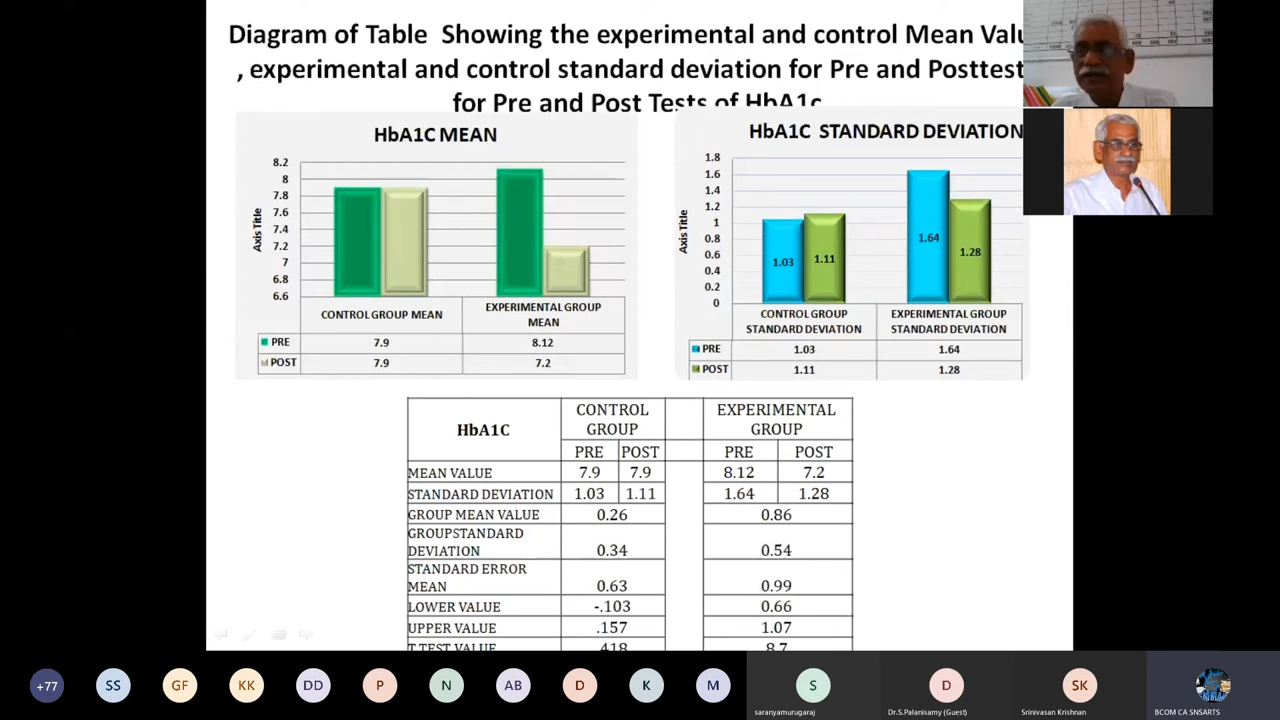 Diagram of Table Showing the experimental and control Mean Valu
, experimental and control standard deviation for Pre and Posttest
for Pre and Post Tests of HbA1c
HbA1C MEAN
8.2
8
7.8
7.6
7.4
7.2
7
6.8
6.6
Axis Title
CONTROL GROUP MEAN
EXPERIMENTAL GROUP
MEAN
PRE 7.9 8.12
POST 7.9 7.2
HbA1C STANDARD DEVIATION
1.8
1.6
1.4
1.2
1
0.8
0.6
0.4
0.2
0
Axis Title
1.03
1.11
1.64
1.28
CONTROL GROUP
STANDARD DEVIATION
EXPERIMENTAL GROUP
STANDARD DEVIATION
PRE 1.03 1.64
POST 1.11 1.28
HbA1C
CONTROL
GROUP
EXPERIMENTAL
GROUP
PRE POST PRE POST
MEAN VALUE 7.9 7.9 8.12 7.2
STANDARD DEVIATION 1.03 1.11 1.64 1.28
GROUP MEAN VALUE 0.26 0.86
GROUPSTANDARD
DEVIATION 0.34 0.54
STANDARD ERROR
MEAN 0.63 0.99
LOWER VALUE -.103 0.66
UPPER VALUE .157 1.07
T TEST VALUE .418 8.7
+77
SS
GF
KK
DD
P
N
AB
D
K
M
S
saranyamurugaraj
D
Dr.S.Palanisamy (Guest)
SK
Srinivasan Krishnan
BCOM CA SNSARTS